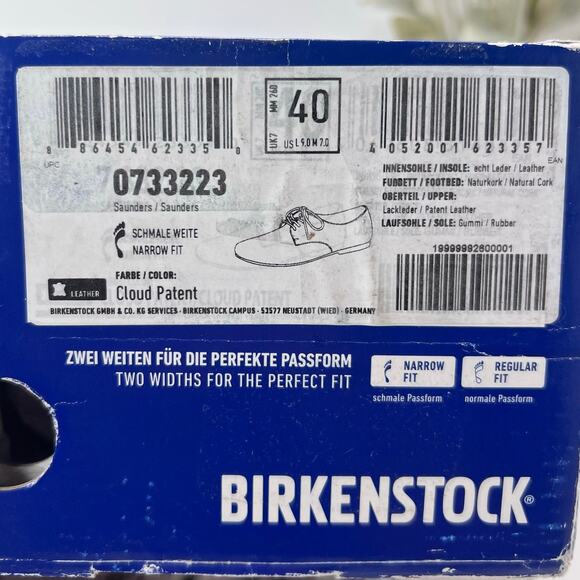 8 86454 62335 0
UPC
0733223
Saunders / Saunders
SCHMALE WEITE
NARROW FIT
FARBE / COLOR:
LEATHER
Cloud Patent
UK7
MM 260
40
US L 9.0 M 7.0
4 052001 623357
EAN
INNENSOHLE / INSOLE: echt Leder / Leather
FUßBETT / FOOTBED: Naturkork / Natural Cork
OBERTEIL / UPPER:
Lackleder / Patent Leather
LAUFSOHLE / SOLE: Gummi / Rubber
19999992800001
CLOUD PATENT
BIRKENSTOCK GMBH & CO. KG SERVICES · BIRKENSTOCK CAMPUS · 53577 NEUSTADT (WIED) · GERMANY
ZWEI WEITEN FÜR DIE PERFEKTE PASSFORM
TWO WIDTHS FOR THE PERFECT FIT
NARROW
FIT
schmale Passform
REGULAR
FIT
normale Passform
BIRKENSTOCK®